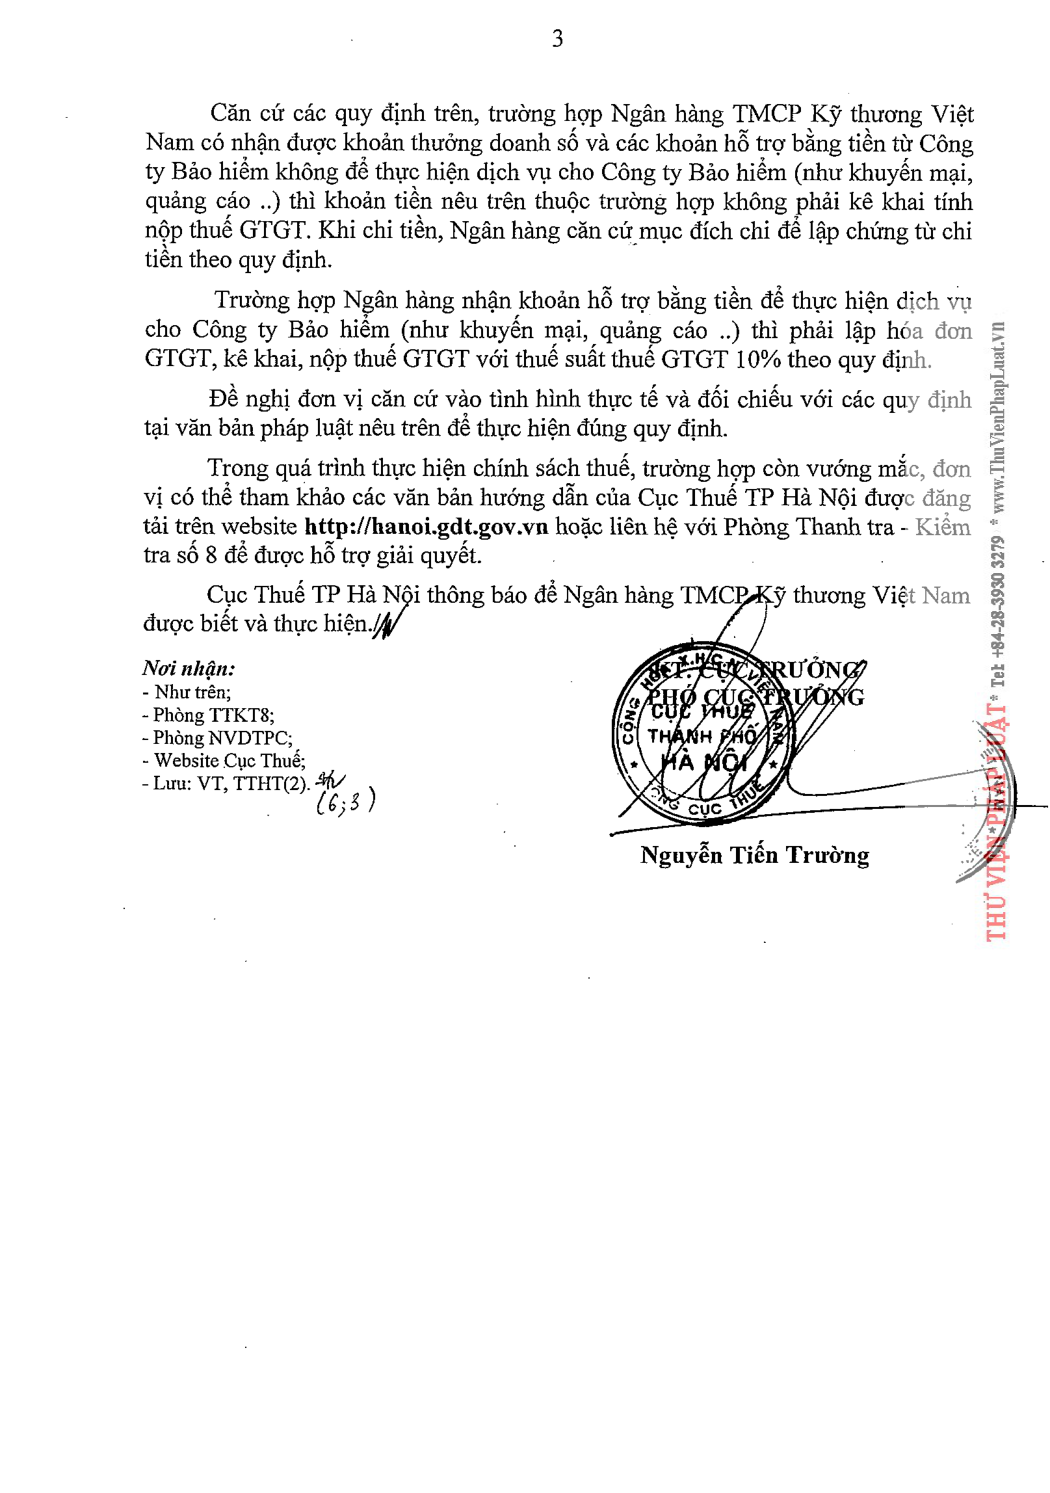 3
Căn cứ các quy định trên, trường hợp Ngân hàng TMCP Kỹ thương Việt
Nam có nhận được khoản thưởng doanh số và các khoản hỗ trợ bằng tiền từ Công
ty Bảo hiểm không để thực hiện dịch vụ cho Công ty Bảo hiểm (như khuyến mại,
quảng cáo ..) thì khoản tiền nêu trên thuộc trường hợp không phải kê khai tính
nộp thuế GTGT. Khi chi tiền, Ngân hàng căn cứ mục đích chi để lập chứng từ chi
tiền theo quy định.
Trường hợp Ngân hàng nhận khoản hỗ trợ bằng tiền để thực hiện dịch vụ
cho Công ty Bảo hiểm (như khuyến mại, quảng cáo ..) thì phải lập hóa đơn
GTGT, kê khai, nộp thuế GTGT với thuế suất thuế GTGT 10% theo quy định.
Đề nghị đơn vị căn cứ vào tình hình thực tế và đối chiếu với các quy định
tại văn bản pháp luật nêu trên để thực hiện đúng quy định.
Trong quá trình thực hiện chính sách thuế, trường hợp còn vướng mắc, đơn
vị có thể tham khảo các văn bản hướng dẫn của Cục Thuế TP Hà Nội được đăng
tải trên website http://hanoi.gdt.gov.vn hoặc liên hệ với Phòng Thanh tra - Kiểm
tra số 8 để được hỗ trợ giải quyết.
Cục Thuế TP Hà Nội thông báo để Ngân hàng TMCP Kỹ thương Việt Nam
được biết và thực hiện./.
Nơi nhận:
- Như trên;
- Phòng TTKT8;
- Phòng NVDTPC;
- Website Cục Thuế;
- Lưu: VT, TTHT(2).
(6;3)
KT. CỤC TRƯỞNG
PHÓ CỤC TRƯỞNG
CỘNG HÒA X.H.C.N VIỆT NAM
CỤC THUẾ
THÀNH PHỐ
HÀ NỘI
TỔNG CỤC THUẾ
Nguyễn Tiến Trường
THƯ VIỆN PHÁP LUẬT * Tel: +84-28-3930 3279 * www.ThuVienPhapLuat.vn